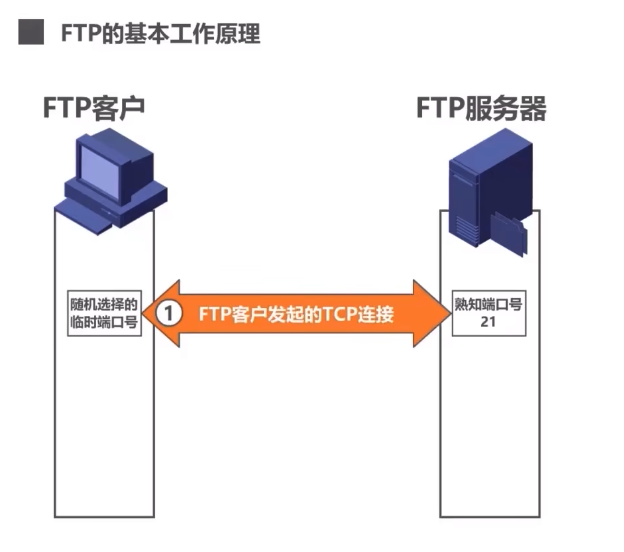 FTP的基本工作原理
FTP客户
FTP服务器
随机选择的
临时端口号
1
FTP客户发起的TCP连接
熟知端口号
21